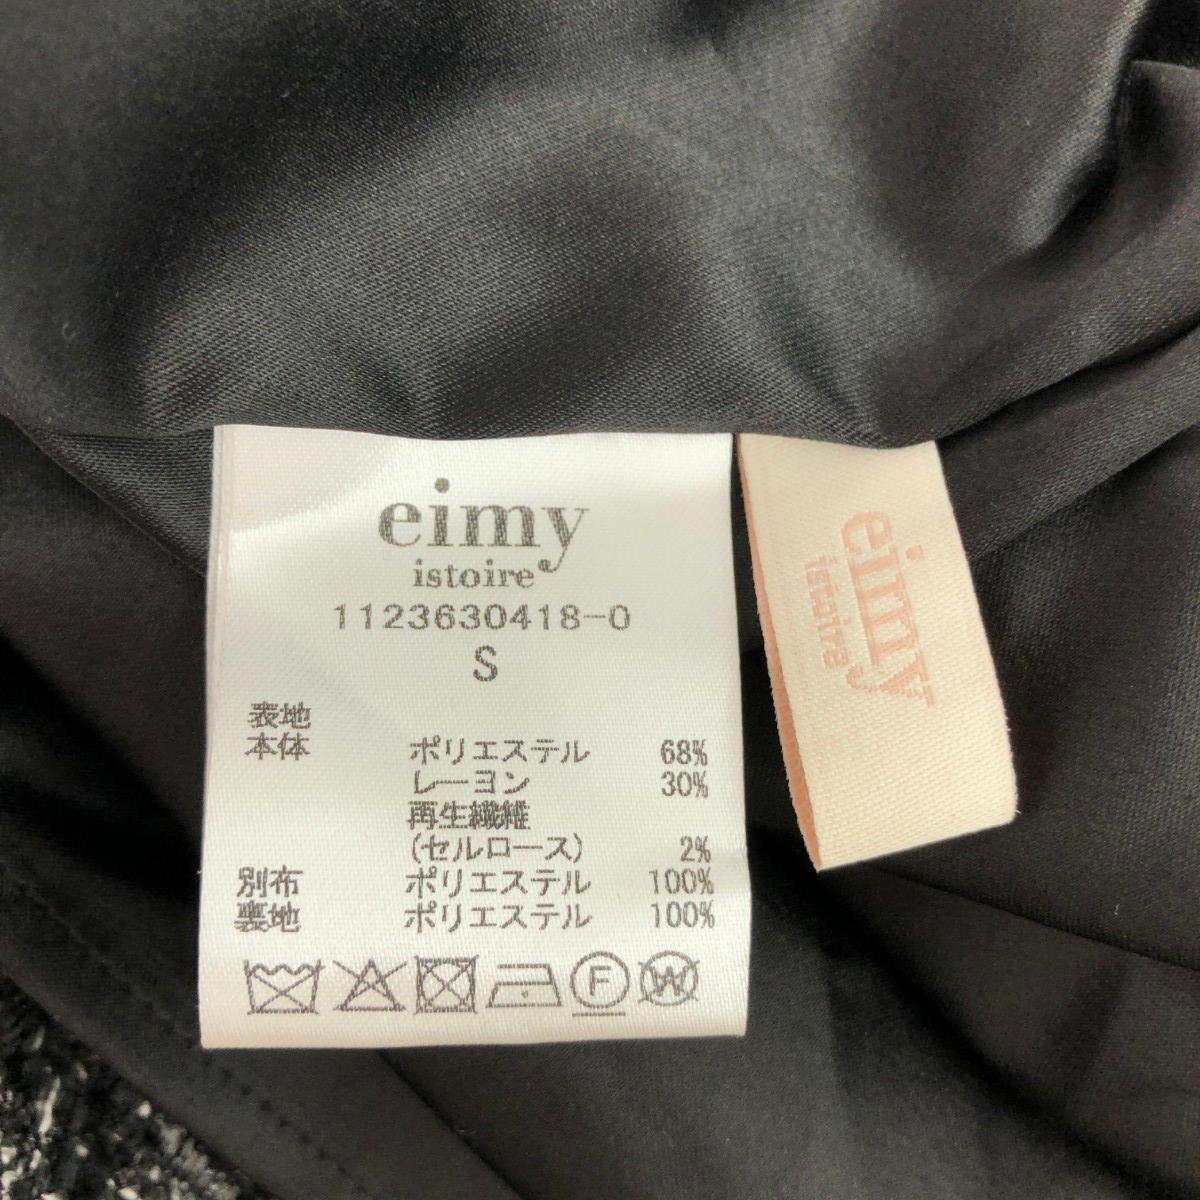 eimy
istoire
1123630418-0
S
表地
本体 ポリエステル 68%
レーヨン 30%
再生繊維
(セルロース) 2%
別布 ポリエステル 100%
裏地 ポリエステル 100%
F W
eimy
istoire